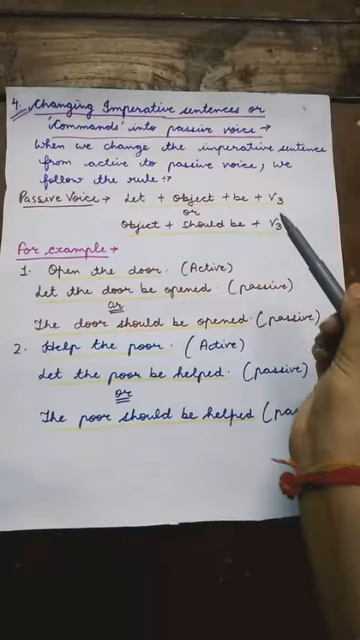 4. Changing Imperative sentences or
'Commands' into passive voice →
When we change the imperative sentence
from active to passive voice, we
follow the rule :-
Passive Voice → Let + Object + be + V3
or
Object + should be + V3
For example →
1. Open the door. (Active)
Let the door be opened. (passive)
or
The door should be opened. (passive)
2. Help the poor. (Active)
Let the poor be helped. (passive)
or
The poor should be helped (pa